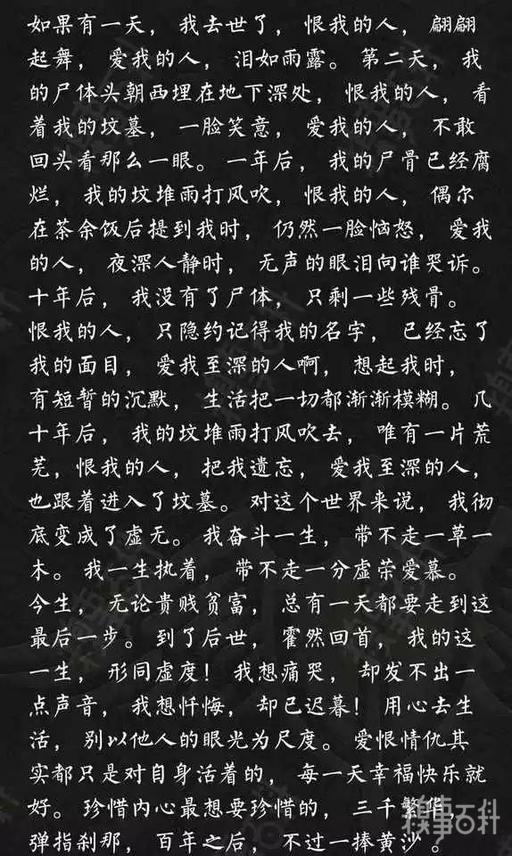 如果有一天，我去世了，恨我的人，翩翩
起舞，爱我的人，泪如雨露。第二天，我
的尸体头朝西埋在地下深处，恨我的人，看
着我的坟墓，一脸笑意，爱我的人，不敢
回头看那么一眼。一年后，我的尸骨已经腐
烂，我的坟堆雨打风吹，恨我的人，偶尔
在茶余饭后提到我时，仍然一脸恼怒，爱我
的人，夜深人静时，无声的眼泪向谁哭诉。
十年后，我没有了尸体，只剩一些残骨。
恨我的人，只隐约记得我的名字，已经忘了
我的面目，爱我至深的人啊，想起我时，
有短暂的沉默，生活把一切都渐渐模糊。几
十年后，我的坟堆雨打风吹去，唯有一片荒
芜，恨我的人，把我遗忘，爱我至深的人，
也跟着进入了坟墓。对这个世界来说，我彻
底变成了虚无。我奋斗一生，带不走一草一
木。我一生执着，带不走一分虚荣爱慕。
今生，无论贵贱贫富，总有一天都要走到这
最后一步。到了后世，霍然回首，我的这
一生，形同虚度！我想痛哭，却发不出一
点声音，我想忏悔，却已迟暮！用心去生
活，别以他人的眼光为尺度。爱恨情仇其
实都只是对自身活着的，每一天幸福快乐就
好。珍惜内心最想要珍惜的，三千繁华，
弹指刹那，百年之后，不过一捧黄沙。
糗事百科